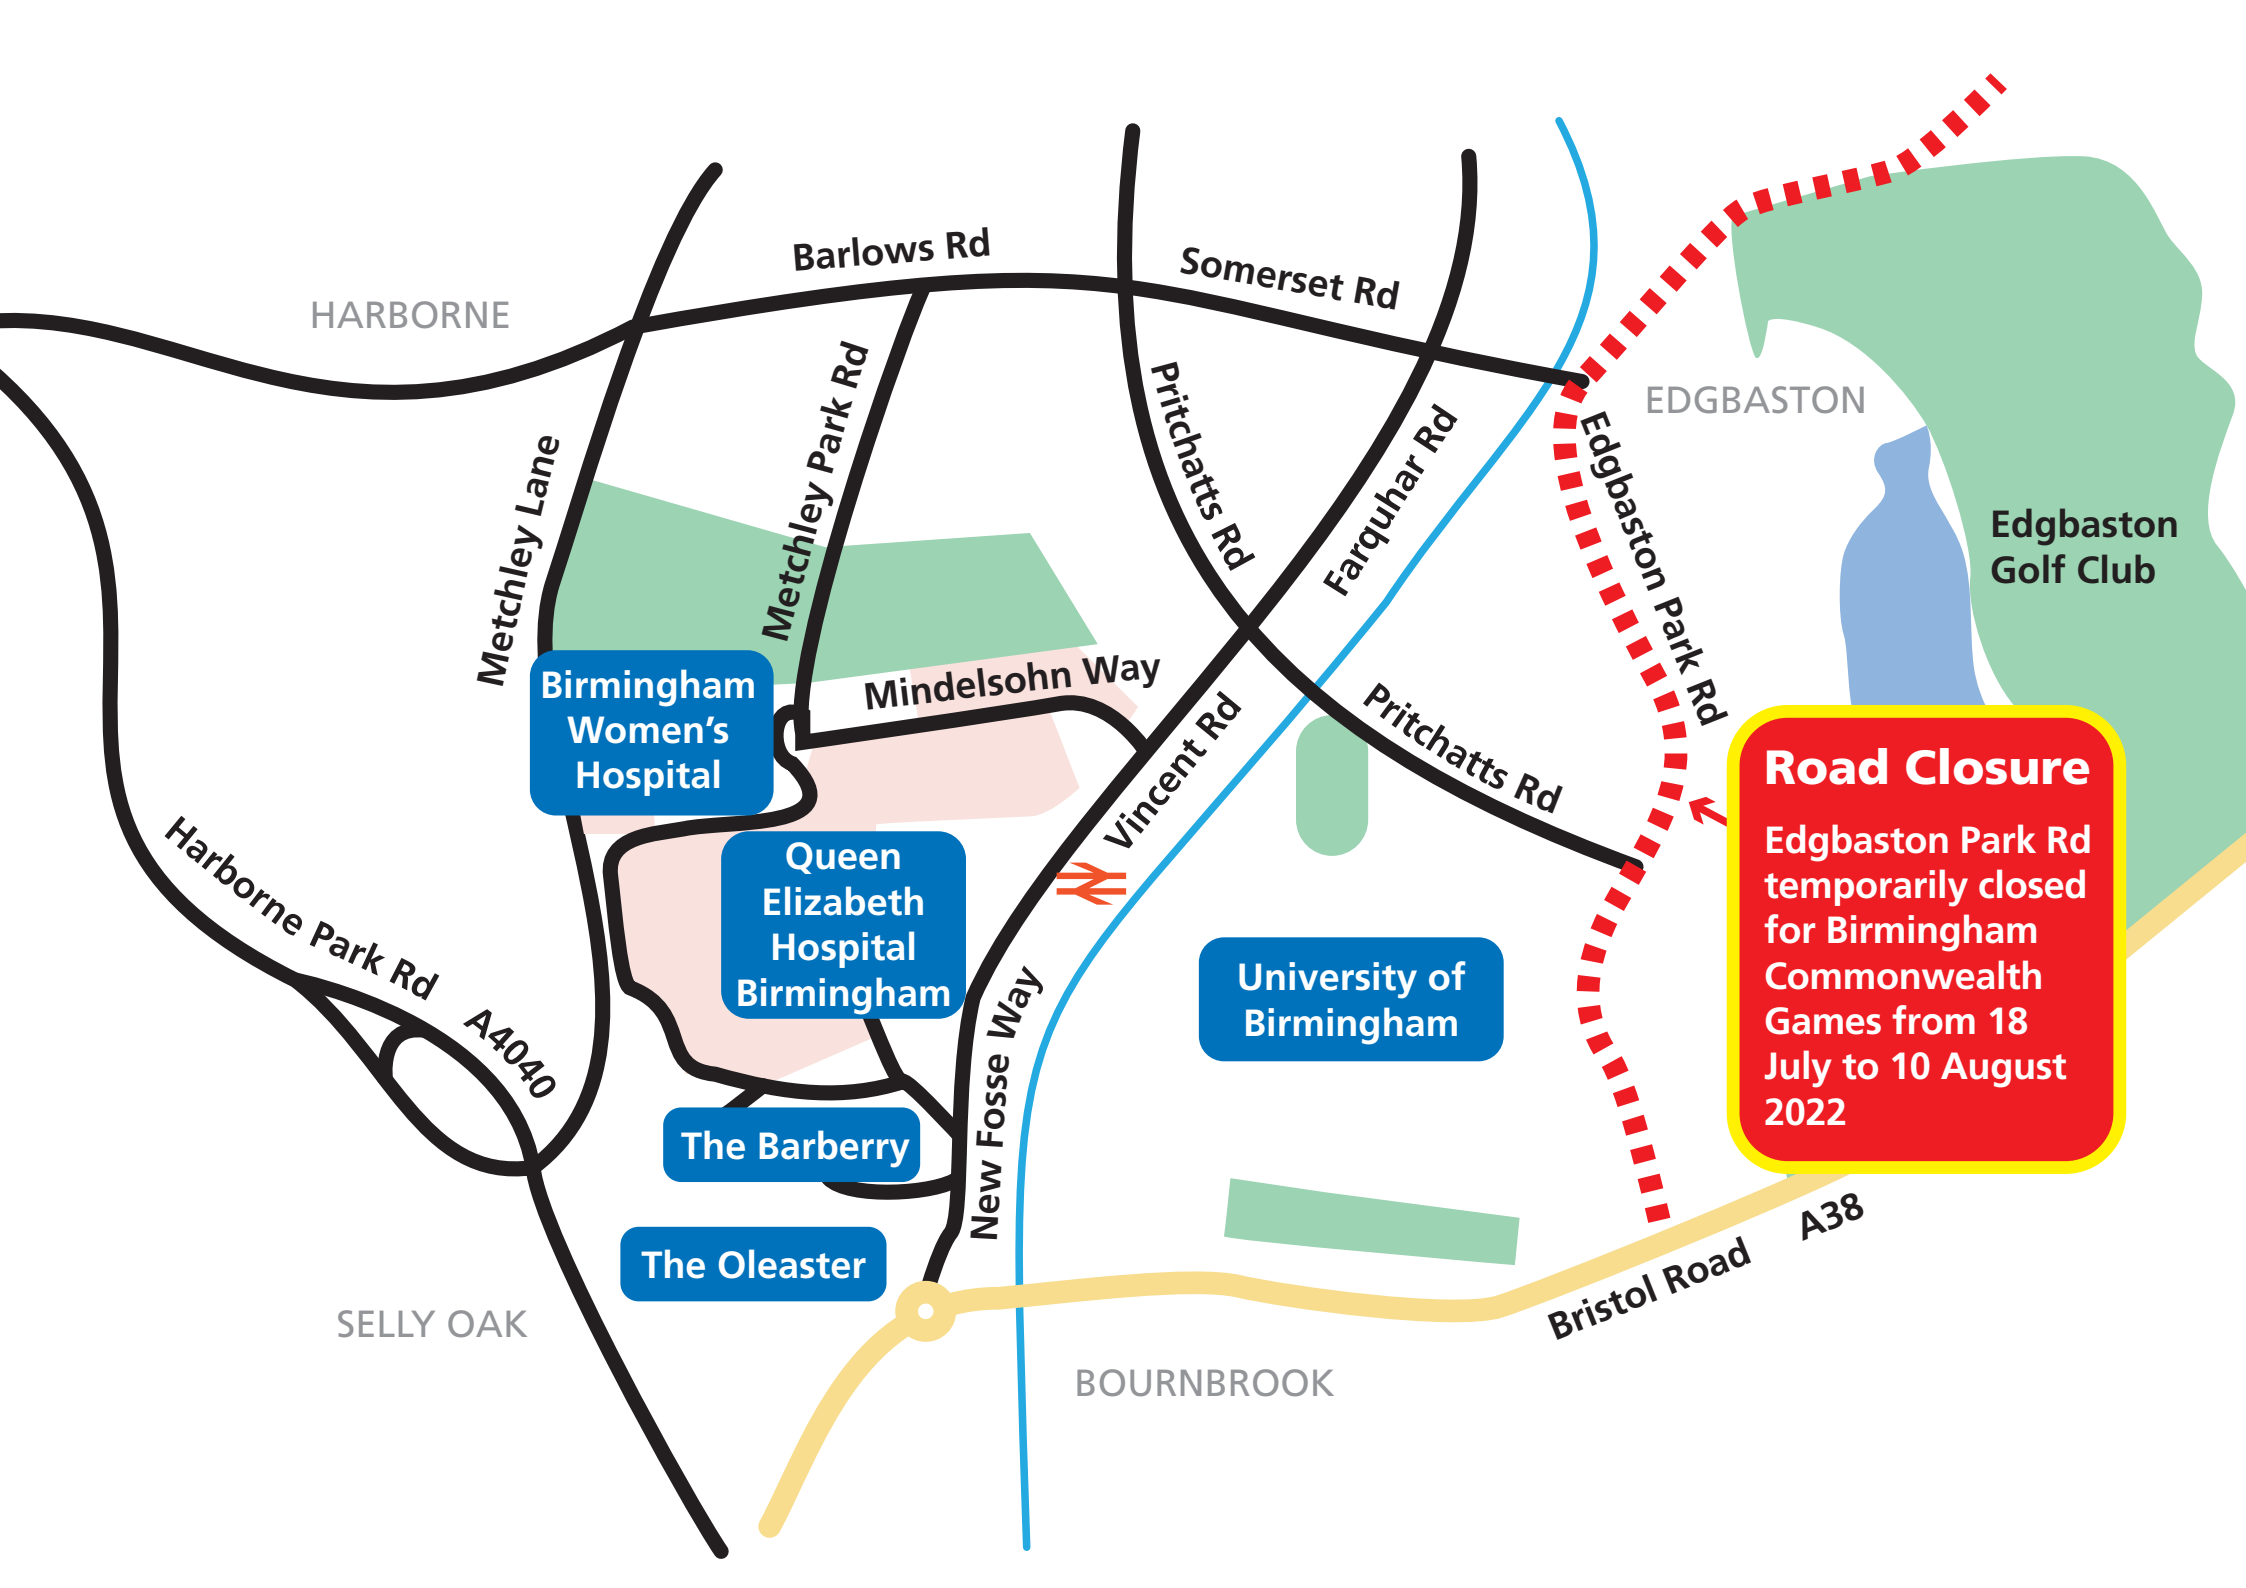 Barlows Rd
Somerset Rd
HARBORNE
EDGBASTON
Metchley Lane
Metchley Park Rd
Pritchatts Rd
Farquhar Rd
Edgbaston Park Rd
Edgbaston
Golf Club
Birmingham
Women’s
Hospital
Mindelsohn Way
Vincent Rd
Pritchatts Rd
Road Closure
Edgbaston Park Rd
temporarily closed
for Birmingham
Commonwealth
Games from 18
July to 10 August
2022
Harborne Park Rd
A4040
Queen
Elizabeth
Hospital
Birmingham
University of
Birmingham
New Fosse Way
The Barberry
The Oleaster
A38
Bristol Road
SELLY OAK
BOURNBROOK